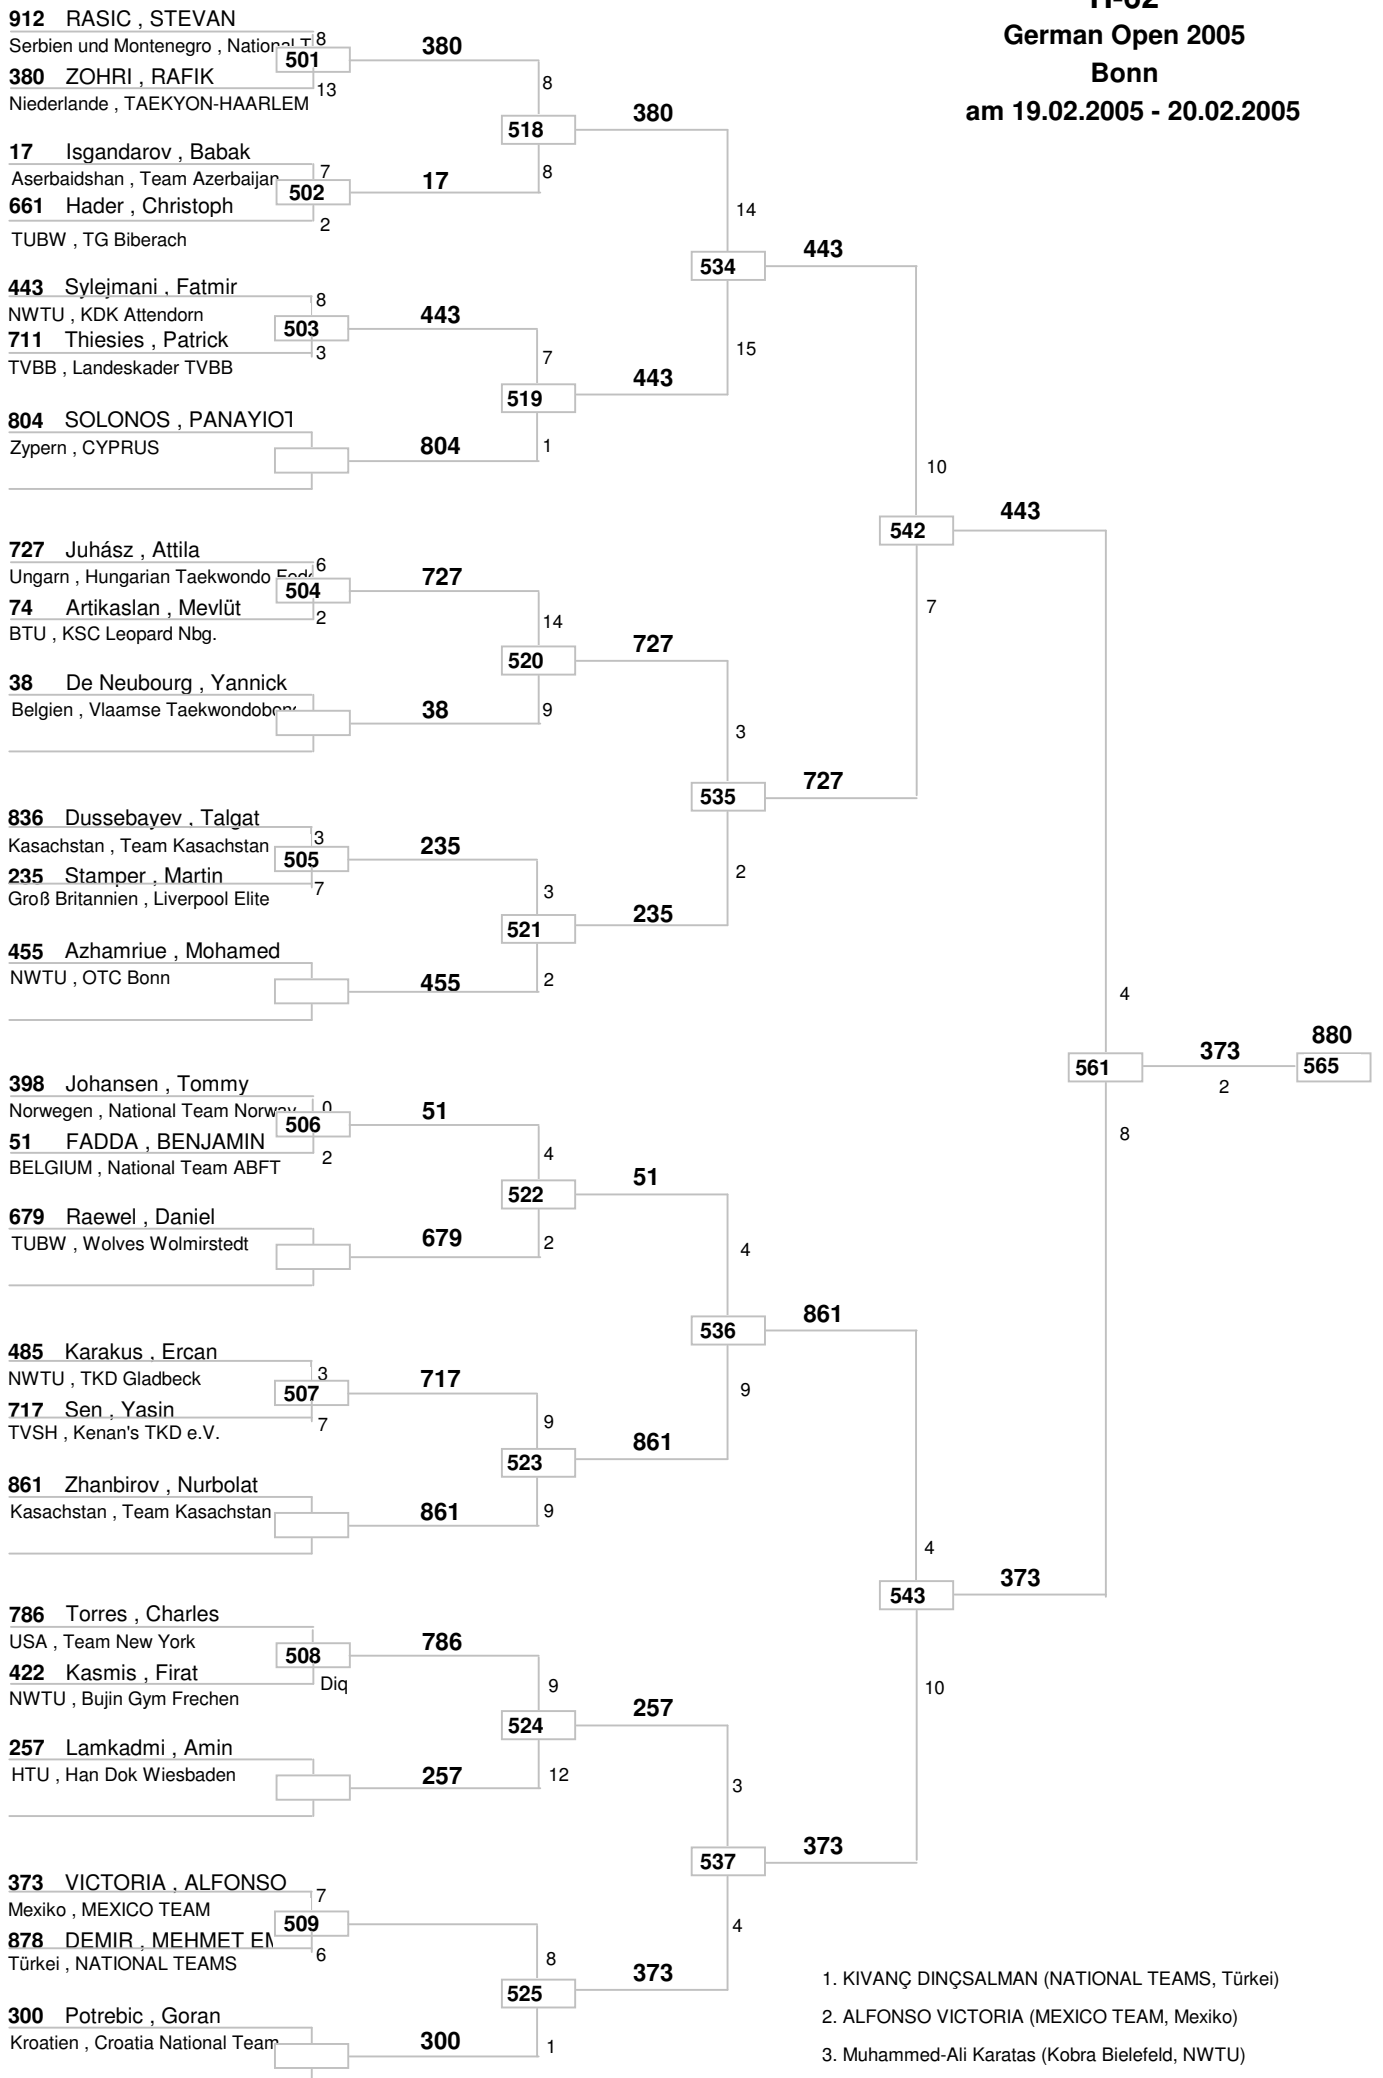 912 RASIC , STEVAN
Serbien und Montenegro , National T
8
501
380
380 ZOHRI , RAFIK
13
Niederlande , TAEKYON-HAARLEM
8
518
380
17 Isgandarov , Babak
Aserbaidshan , Team Azerbaijan
7
502
17
8
661 Hader , Christoph
2
TUBW , TG Biberach
14
534
443
443 Sylejmani , Fatmir
8
NWTU , KDK Attendorn
503
443
711 Thiesies , Patrick
3
TVBB , Landeskader TVBB
15
7
519
443
804 SOLONOS , PANAYIOT
Zypern , CYPRUS
804
1
10
542
443
727 Juhász , Attila
6
Ungarn , Hungarian Taekwondo
504
727
74 Artikaslan , Mevlüt
2
BTU , KSC Leopard Nbg.
7
14
520
727
38 De Neubourg , Yannick
Belgien , Vlaamse
38
9
3
535
727
836 Dussebayev , Talgat
3
Kasachstan , Team Kasachstan
505
235
235 Stamper , Martin
7
Groß Britannien , Liverpool Elite
2
3
521
235
455 Azhamriue , Mohamed
NWTU , OTC Bonn
455
2
4
561
373
2
880
565
398 Johansen , Tommy
Norwegen , National Team Norway
0
506
51
51 FADDA , BENJAMIN
2
BELGIUM , National Team ABFT
8
4
522
51
679 Raewel , Daniel
TUBW , Wolves Wolmirstedt
679
2
4
536
861
485 Karakus , Ercan
3
NWTU , TKD Gladbeck
507
717
717 Sen , Yasin
7
TVSH , Kenan's TKD e.V.
9
9
523
861
861 Zhanbirov , Nurbolat
Kasachstan , Team Kasachstan
861
9
4
543
373
786 Torres , Charles
USA , Team New York
508
786
422 Kasmis , Firat
Diq
NWTU , Bujin Gym Frechen
10
9
524
257
257 Lamkadmi , Amin
HTU , Han Dok Wiesbaden
257
12
3
537
373
373 VICTORIA , ALFONSO
7
Mexiko , MEXICO TEAM
509
878 DEMIR , MEHMET
6
Türkei , NATIONAL TEAMS
4
8
525
373
300 Potrebic , Goran
Kroatien , Croatia National Team
300
1
German Open 2005
Bonn
am 19.02.2005 - 20.02.2005
1. KIVANÇ DINÇSALMAN (NATIONAL TEAMS, Türkei)
2. ALFONSO VICTORIA (MEXICO TEAM, Mexiko)
3. Muhammed-Ali Karatas (Kobra Bielefeld, NWTU)